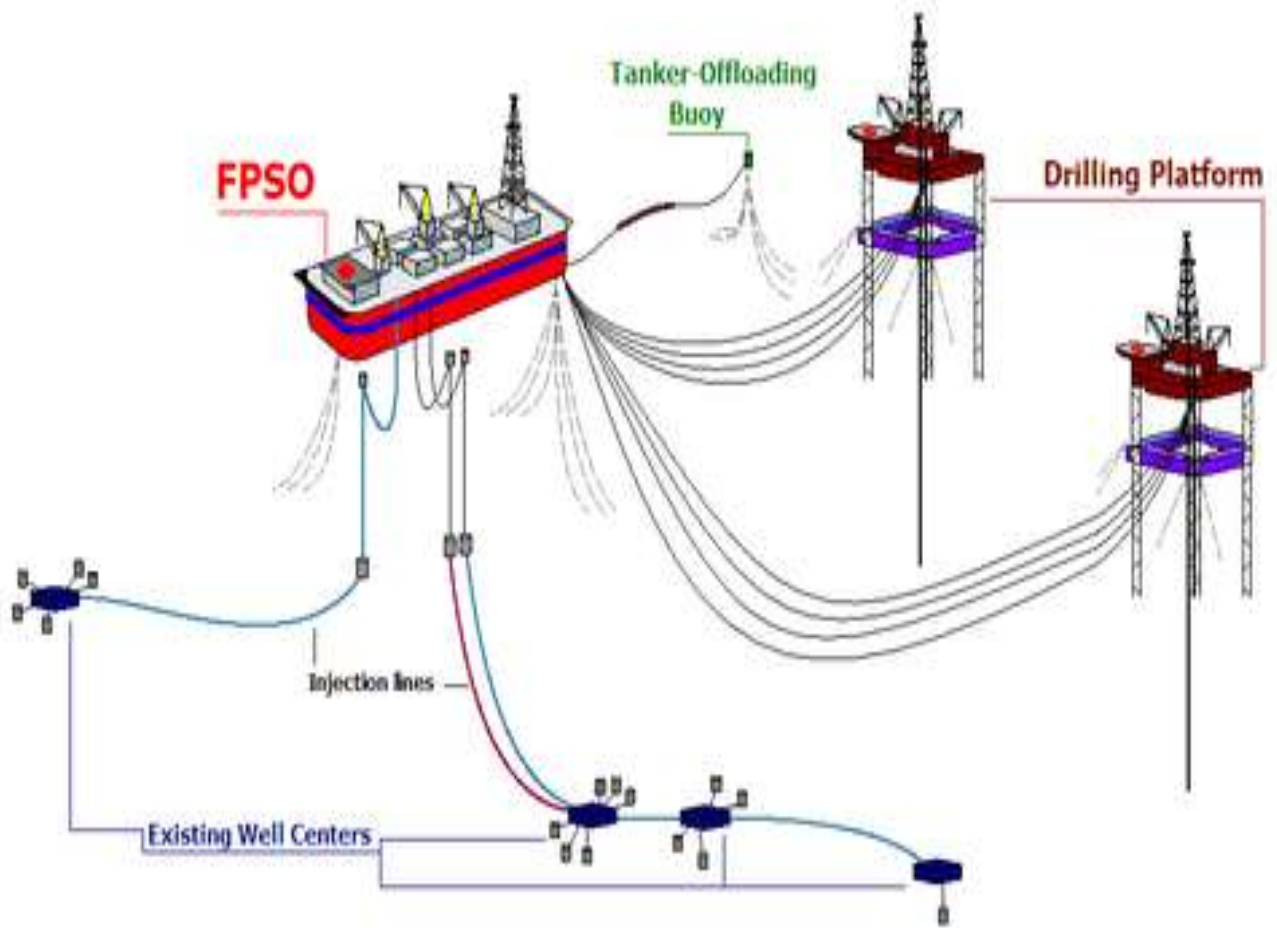 Tanker-Offloading
Buoy
FPSO
Drilling Platform
Injection lines
Existing Well Centers